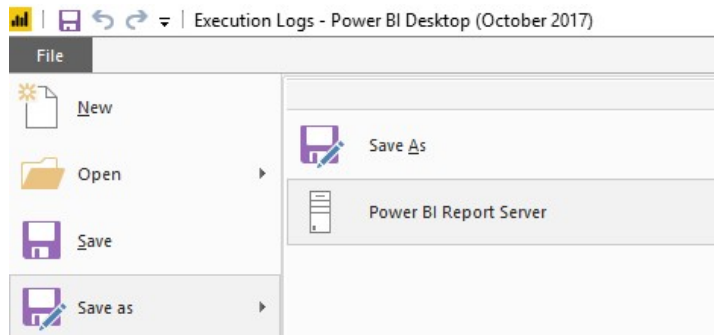 Execution Logs - Power BI Desktop (October 2017)
File
New
Open
Save
Save as
Save As
Power BI Report Server